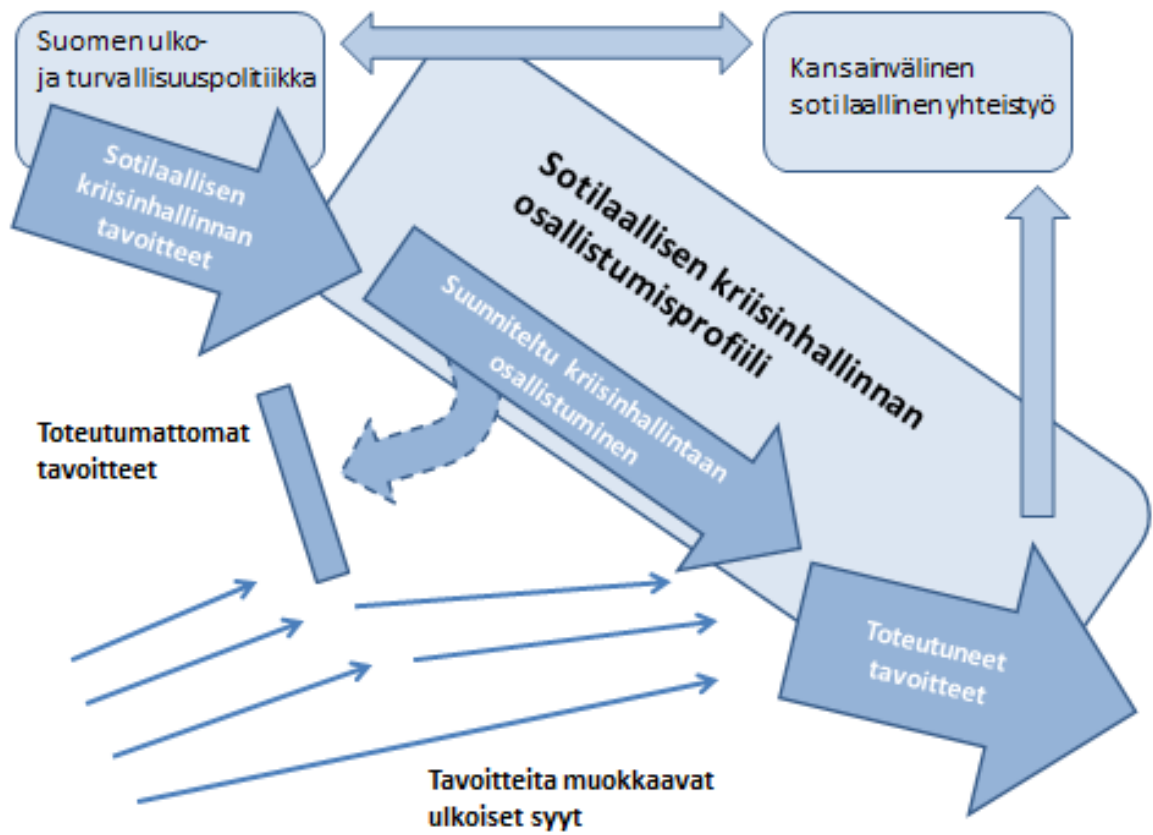 Suomen ulko-
ja turvallisuuspolitiikka
Kansainvälinen
sotilaallinen yhteistyö
Sotilaallisen
kriisinhallinnan
tavoitteet
Sotilaallisen kriisinhallinnan
osallistumisprofiili
Suunniteltu kriisinhallintaan
osallistuminen
Toteutumattomat
tavoitteet
Toteutuneet
tavoitteet
Tavoitteita muokkaavat
ulkoiset syyt